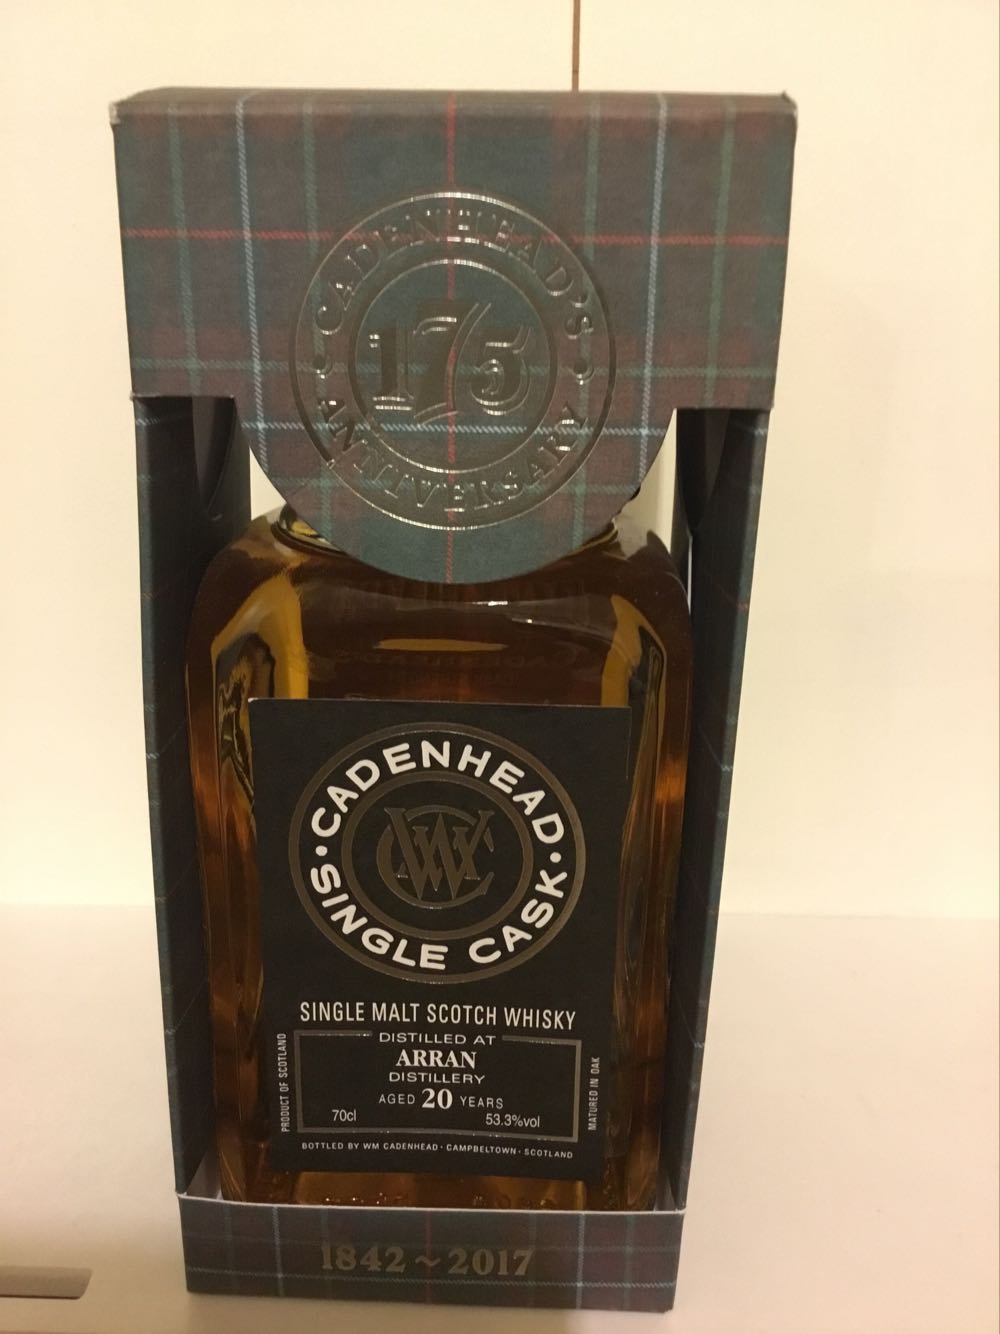 CADENHEAD'S
175
ANNIVERSARY
CADENHEAD
WCW
SINGLE CASK
SINGLE MALT SCOTCH WHISKY
PRODUCT OF SCOTLAND
DISTILLED AT
ARRAN
DISTILLERY
AGED 20 YEARS
70cl 53.3%vol
MATURED IN OAK
BOTTLED BY WM CADENHEAD · CAMPBELTOWN · SCOTLAND
1842 ~ 2017